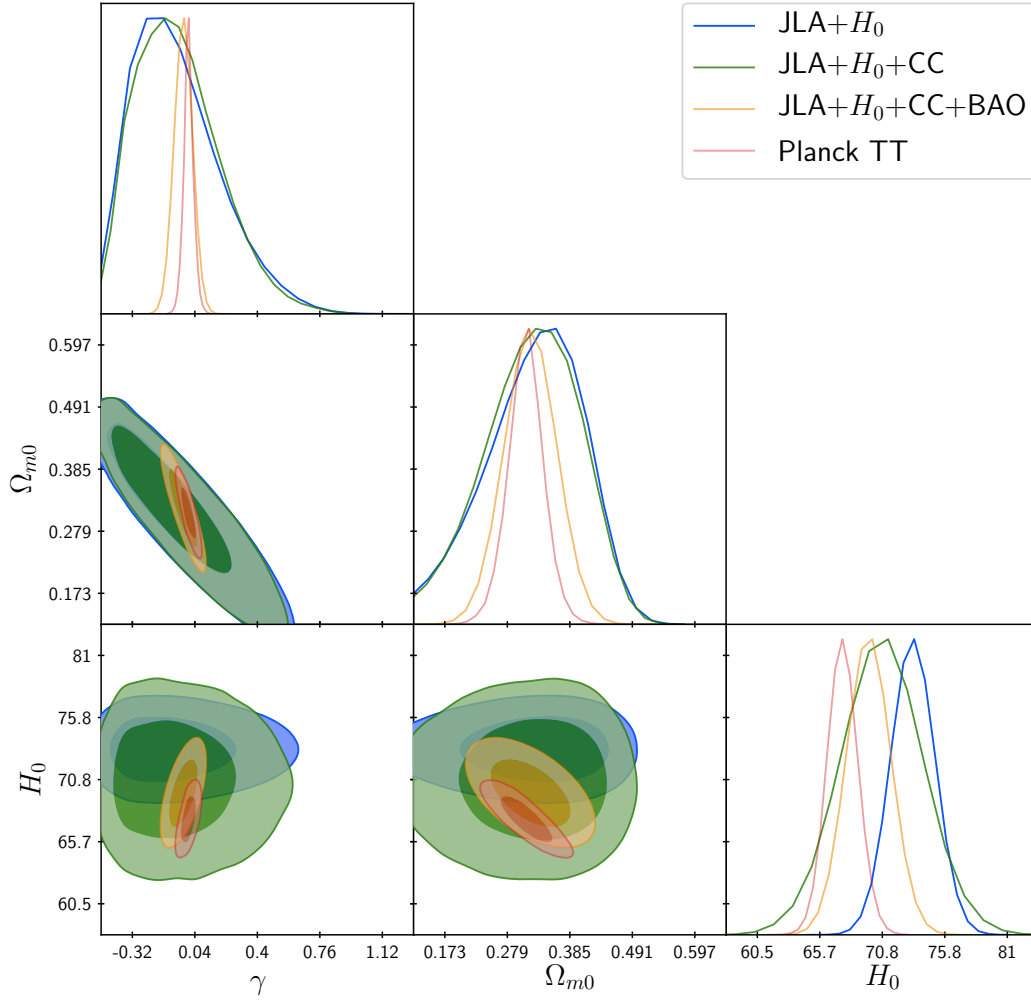 JLA+H₀
JLA+H₀+CC
JLA+H₀+CC+BAO
Planck TT
0.597
0.491
0.385
0.279
0.173
Ωₘ₀
81
75.8
70.8
65.7
60.5
H₀
-0.32 0.04 0.4 0.76 1.12
γ
0.173 0.279 0.385 0.491 0.597
Ωₘ₀
60.5 65.7 70.8 75.8 81
H₀